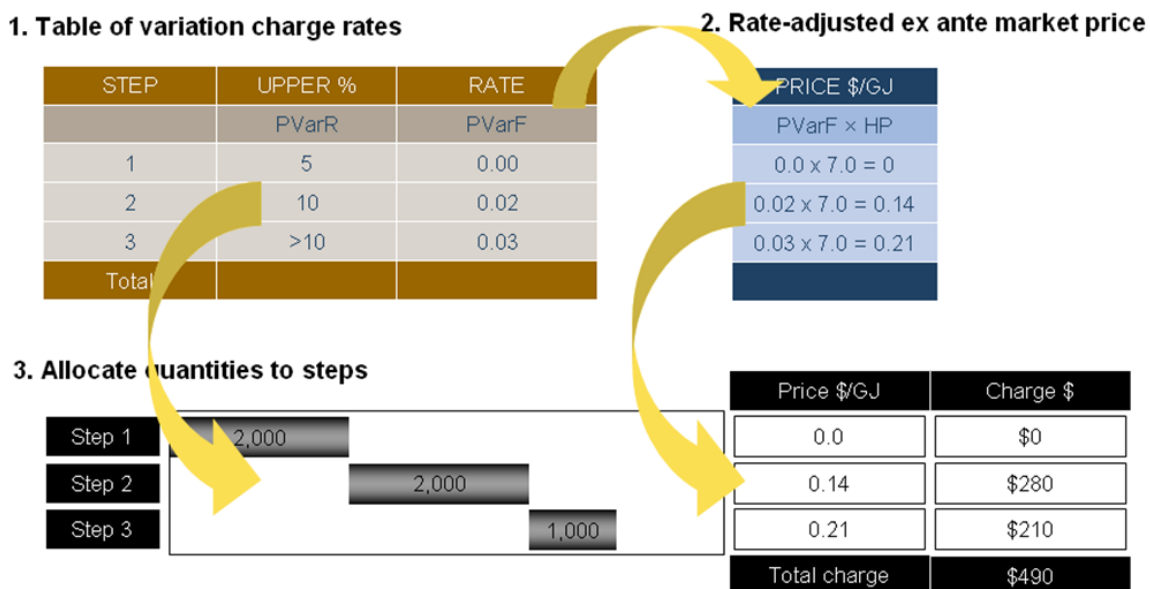 1. Table of variation charge rates
2. Rate-adjusted ex ante market price
STEP UPPER % RATE
PVarR PVarF
1 5 0.00
2 10 0.02
3 >10 0.03
Total
PRICE $/GJ
PVarF × HP
0.0 x 7.0 = 0
0.02 x 7.0 = 0.14
0.03 x 7.0 = 0.21
3. Allocate quantities to steps
Step 1 2,000
Step 2 2,000
Step 3 1,000
Price $/GJ Charge $
0.0 $0
0.14 $280
0.21 $210
Total charge $490